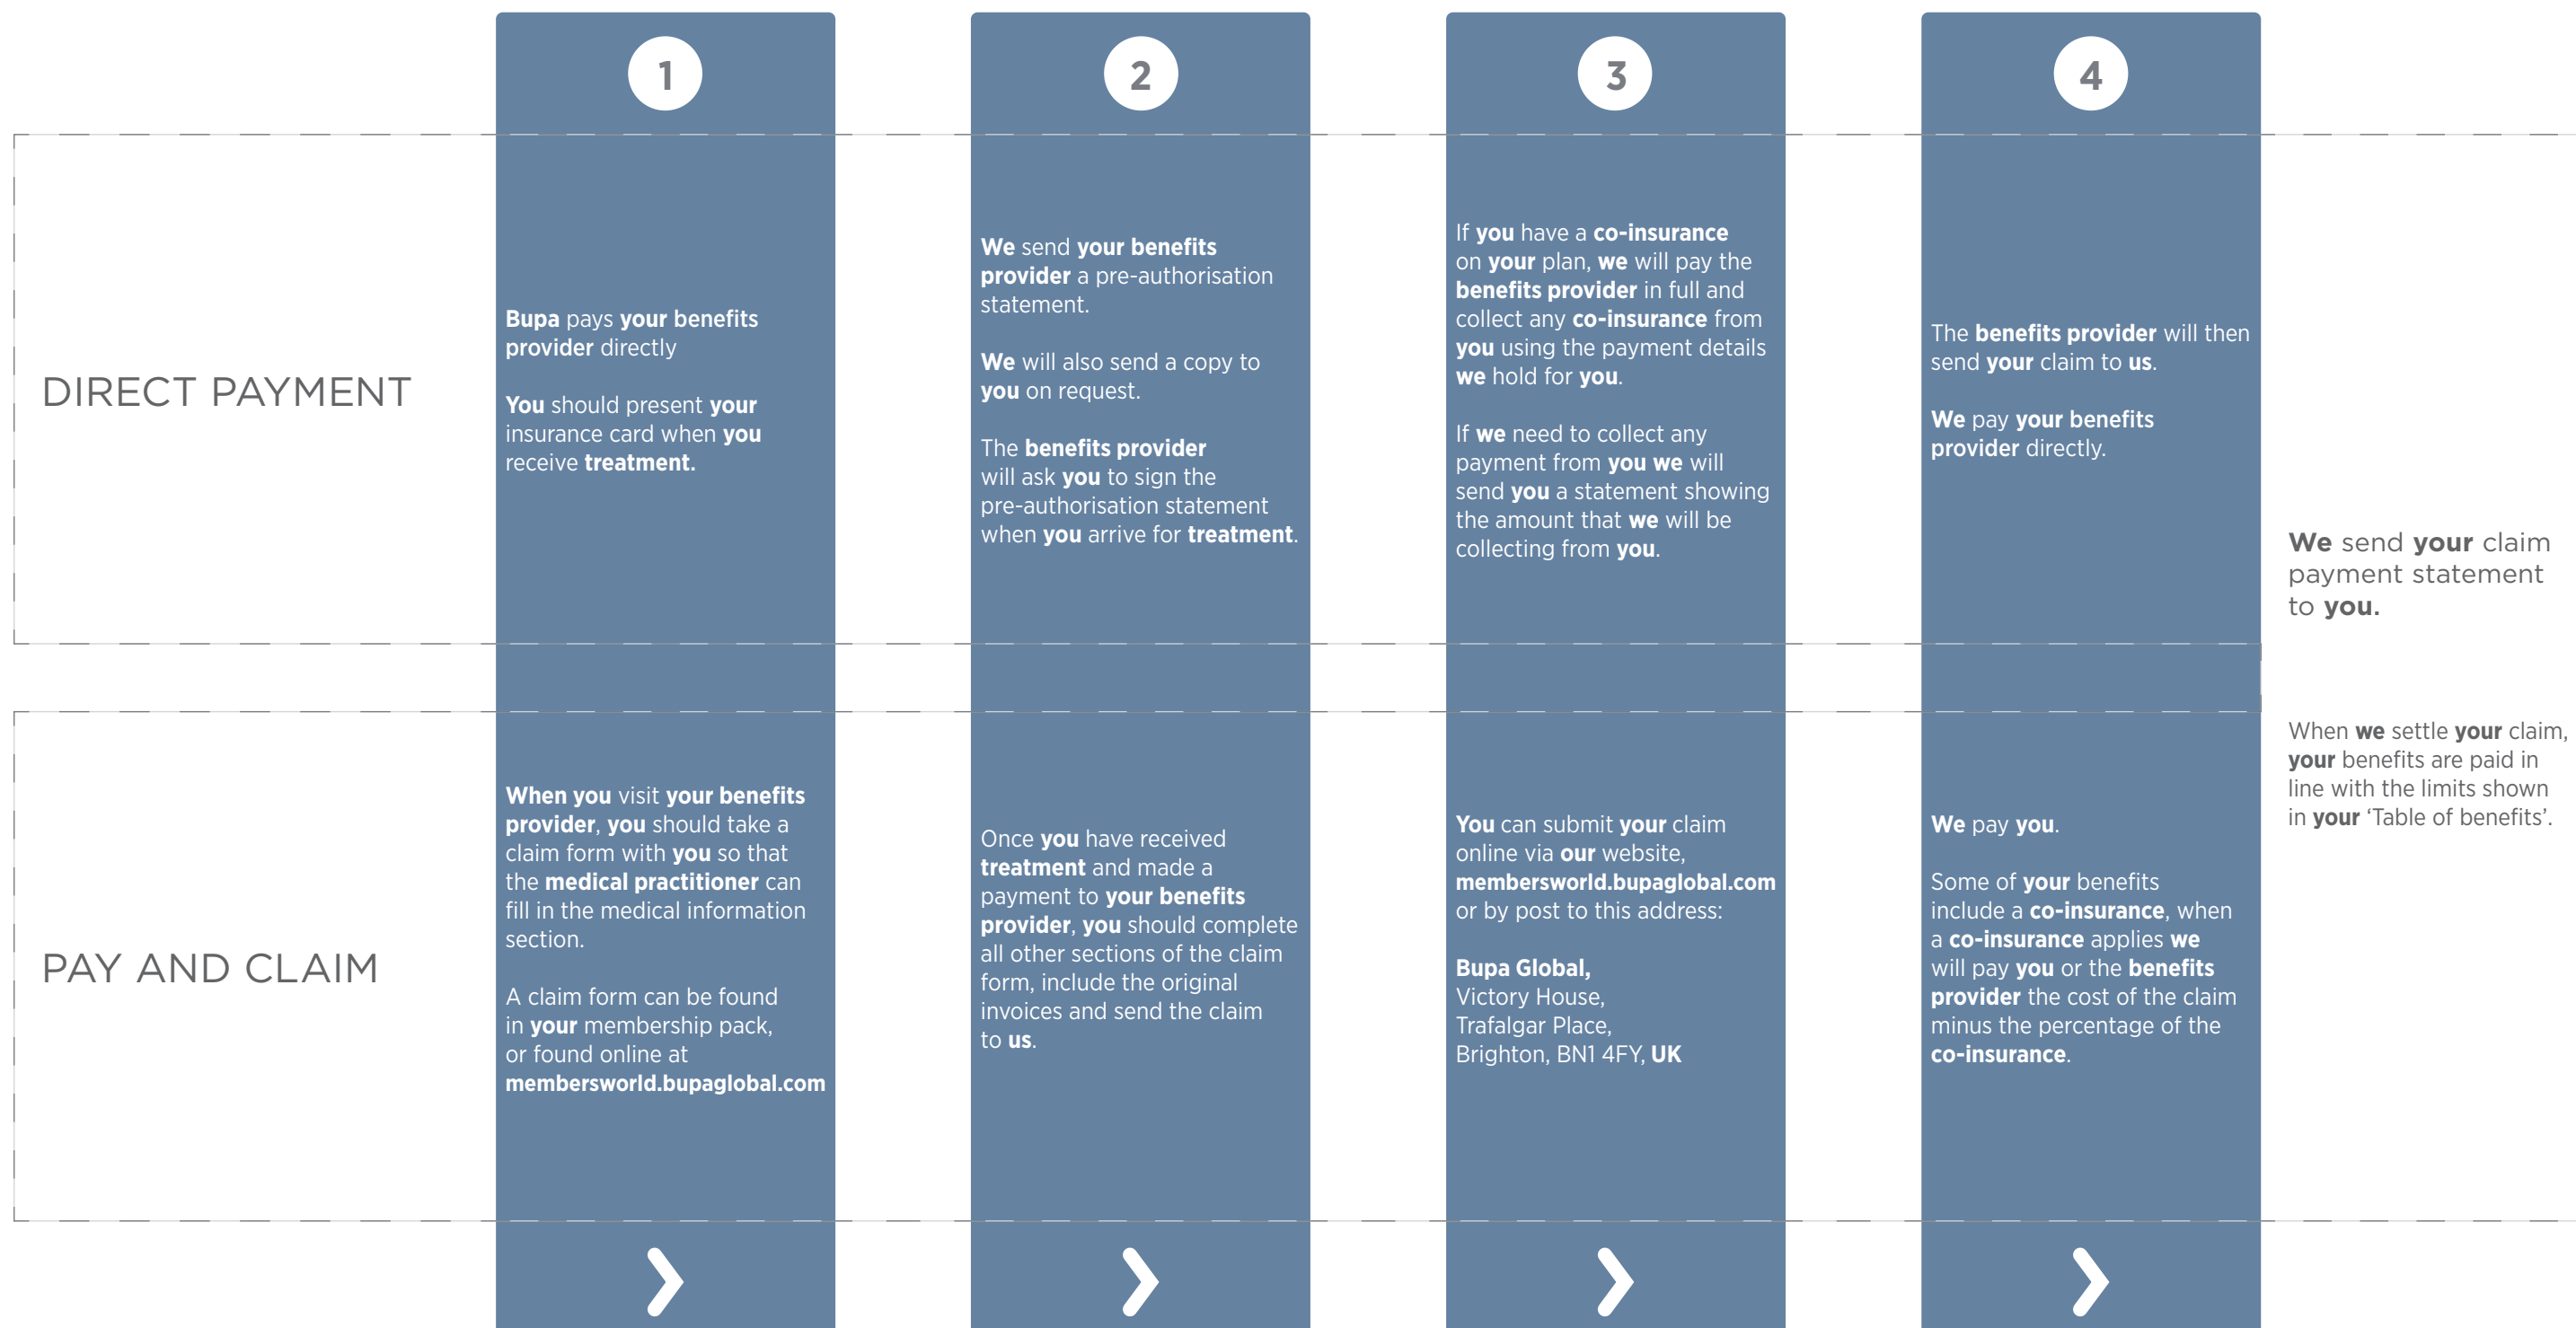 1
2
3
4
DIRECT PAYMENT
Bupa pays your benefits
provider directly
You should present your
insurance card when you
receive treatment.
We send your benefits
provider a pre-authorisation
statement.
We will also send a copy to
you on request.
The benefits provider
will ask you to sign the
pre-authorisation statement
when you arrive for treatment.
If you have a co-insurance
on your plan, we will pay the
benefits provider in full and
collect any co-insurance from
you using the payment details
we hold for you.
If we need to collect any
payment from you we will
send you a statement showing
the amount that we will be
collecting from you.
The benefits provider will then
send your claim to us.
We pay your benefits
provider directly.
We send your claim
payment statement
to you.
PAY AND CLAIM
When you visit your benefits
provider, you should take a
claim form with you so that
the medical practitioner can
fill in the medical information
section.
A claim form can be found
in your membership pack,
or found online at
membersworld.bupaglobal.com
Once you have received
treatment and made a
payment to your benefits
provider, you should complete
all other sections of the claim
form, include the original
invoices and send the claim
to us.
You can submit your claim
online via our website,
membersworld.bupaglobal.com
or by post to this address:
Bupa Global,
Victory House,
Trafalgar Place,
Brighton, BN1 4FY, UK
We pay you.
Some of your benefits
include a co-insurance, when
a co-insurance applies we
will pay you or the benefits
provider the cost of the claim
minus the percentage of the
co-insurance.
When we settle your claim,
your benefits are paid in
line with the limits shown
in your ‘Table of benefits’.